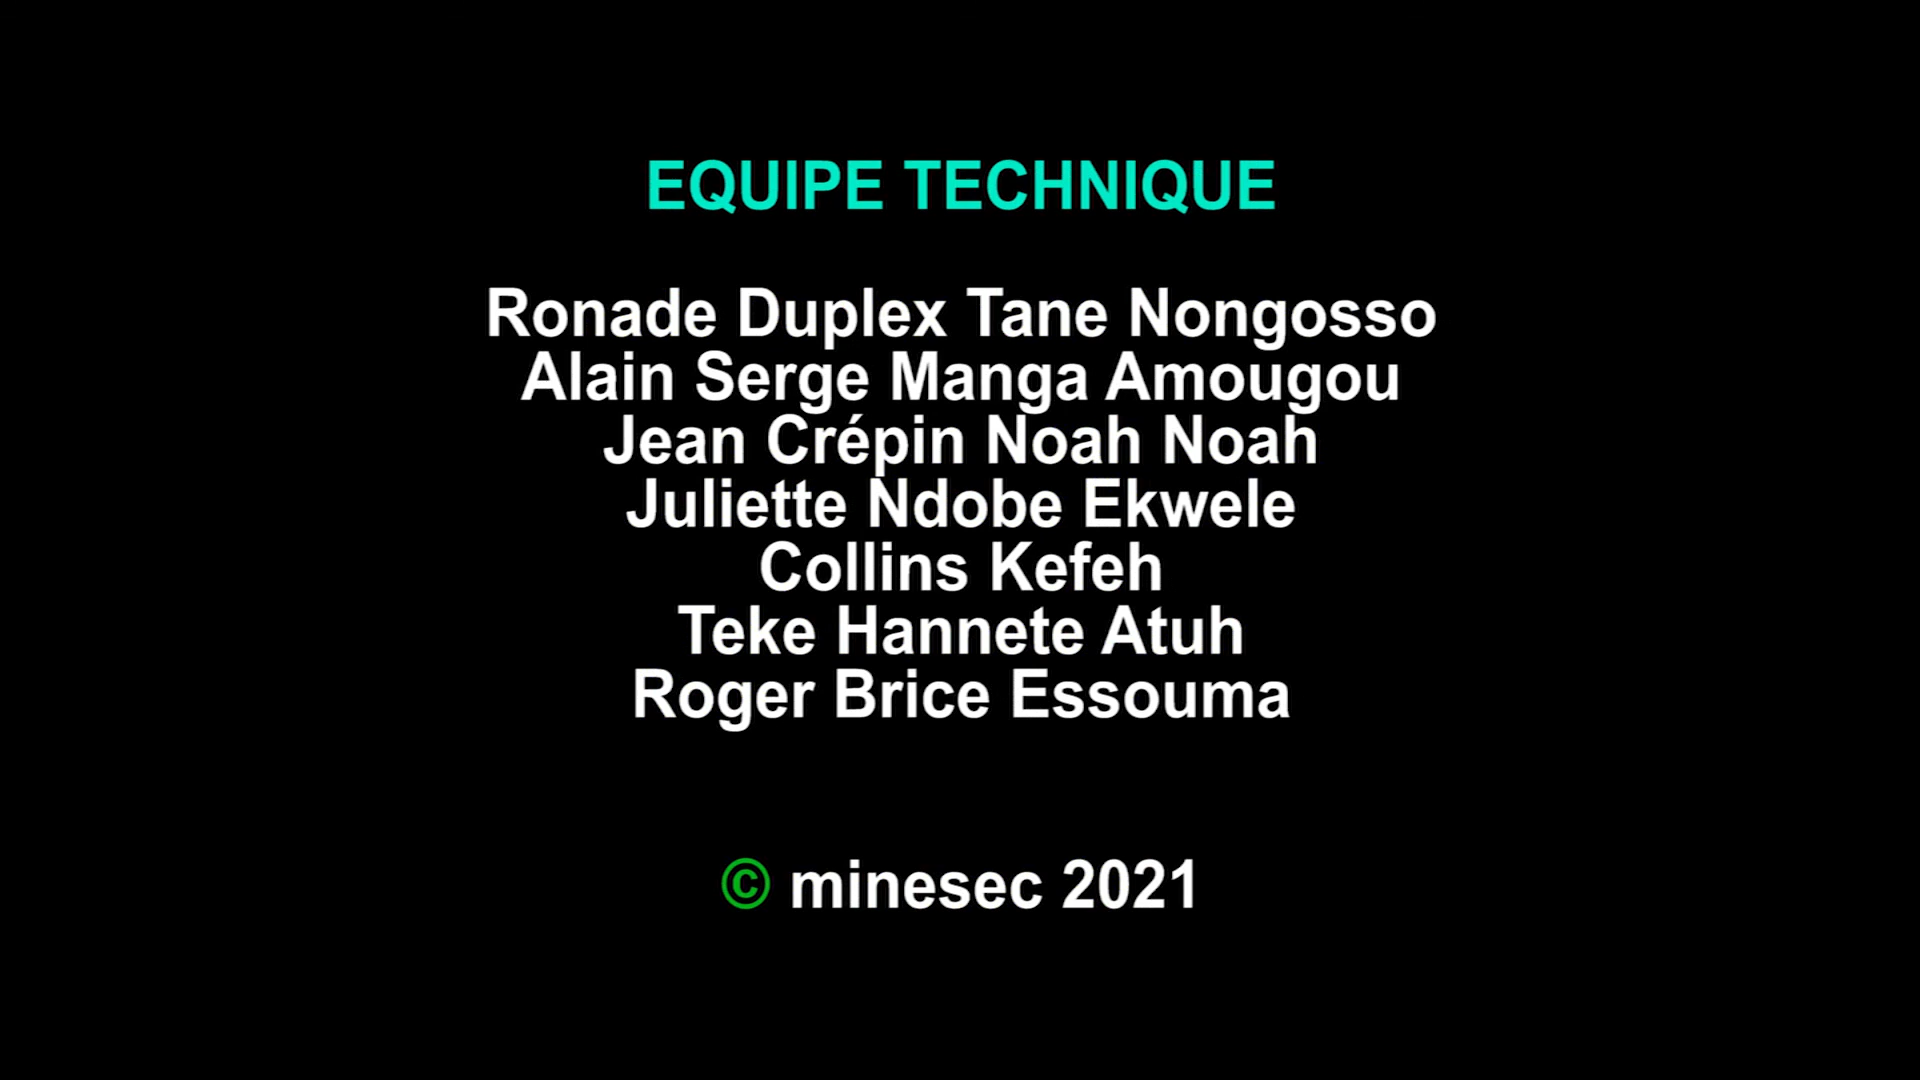 EQUIPE TECHNIQUE
Ronade Duplex Tane Nongosso
Alain Serge Manga Amougou
Jean Crépin Noah Noah
Juliette Ndobe Ekwele
Collins Kefeh
Teke Hannete Atuh
Roger Brice Essouma
© minesec 2021